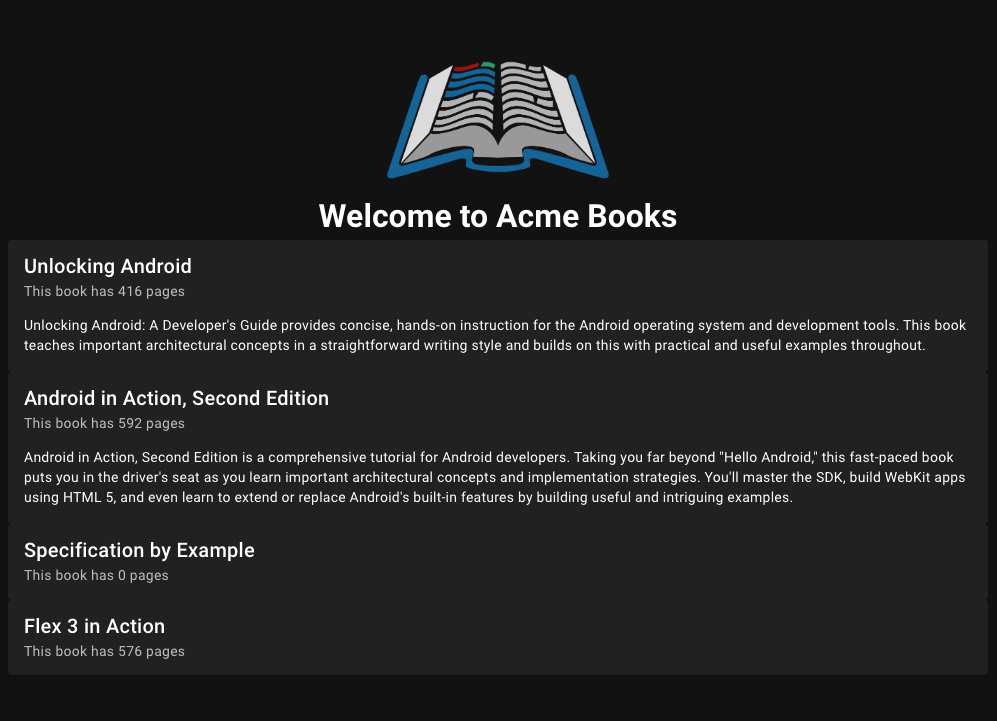 Welcome to Acme Books
Unlocking Android
This book has 416 pages
Unlocking Android: A Developer's Guide provides concise, hands-on instruction for the Android operating system and development tools. This book
teaches important architectural concepts in a straightforward writing style and builds on this with practical and useful examples throughout.
Android in Action, Second Edition
This book has 592 pages
Android in Action, Second Edition is a comprehensive tutorial for Android developers. Taking you far beyond "Hello Android," this fast-paced book
puts you in the driver's seat as you learn important architectural concepts and implementation strategies. You'll master the SDK, build WebKit apps
using HTML 5, and even learn to extend or replace Android's built-in features by building useful and intriguing examples.
Specification by Example
This book has 0 pages
Flex 3 in Action
This book has 576 pages